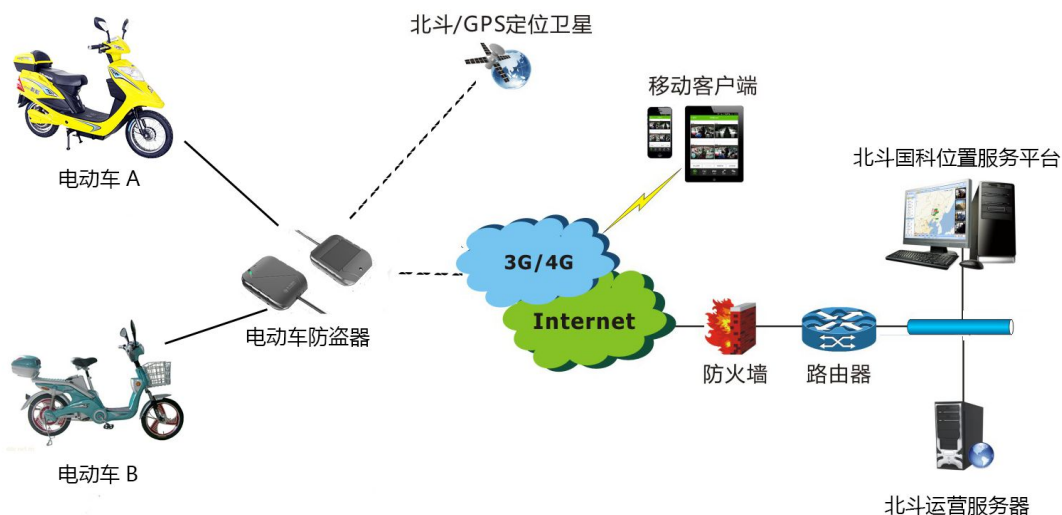 北斗/GPS定位卫星
移动客户端
北斗国科位置服务平台
电动车 A
3G/4G
Internet
电动车防盗器
防火墙
路由器
电动车 B
北斗运营服务器